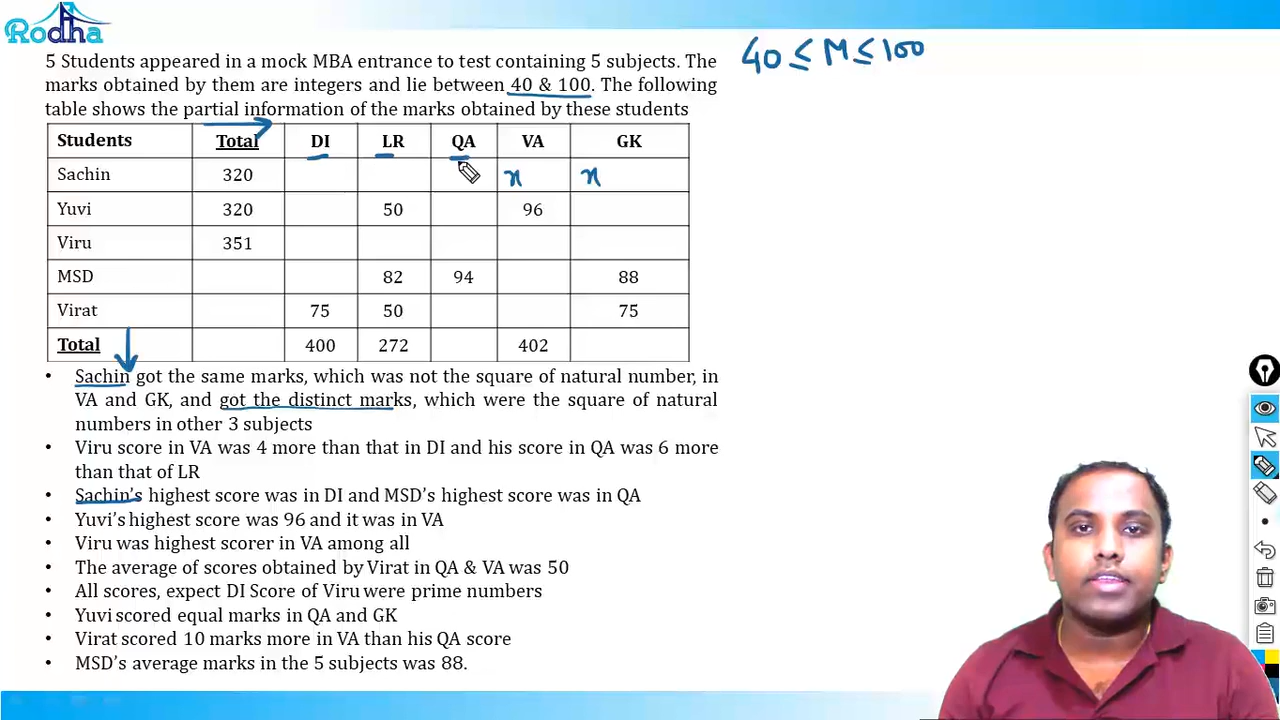 Rodha
40 ≤ M ≤ 100
5 Students appeared in a mock MBA entrance to test containing 5 subjects. The
marks obtained by them are integers and lie between 40 & 100. The following
table shows the partial information of the marks obtained by these students
Students Total DI LR QA VA GK
Sachin 320 x x
Yuvi 320 50 96
Viru 351
MSD 82 94 88
Virat 75 50 75
Total 400 272 402
• Sachin got the same marks, which was not the square of natural number, in
VA and GK, and got the distinct marks, which were the square of natural
numbers in other 3 subjects
• Viru score in VA was 4 more than that in DI and his score in QA was 6 more
than that of LR
• Sachin's highest score was in DI and MSD's highest score was in QA
• Yuvi's highest score was 96 and it was in VA
• Viru was highest scorer in VA among all
• The average of scores obtained by Virat in QA & VA was 50
• All scores, expect DI Score of Viru were prime numbers
• Yuvi scored equal marks in QA and GK
• Virat scored 10 marks more in VA than his QA score
• MSD's average marks in the 5 subjects was 88.